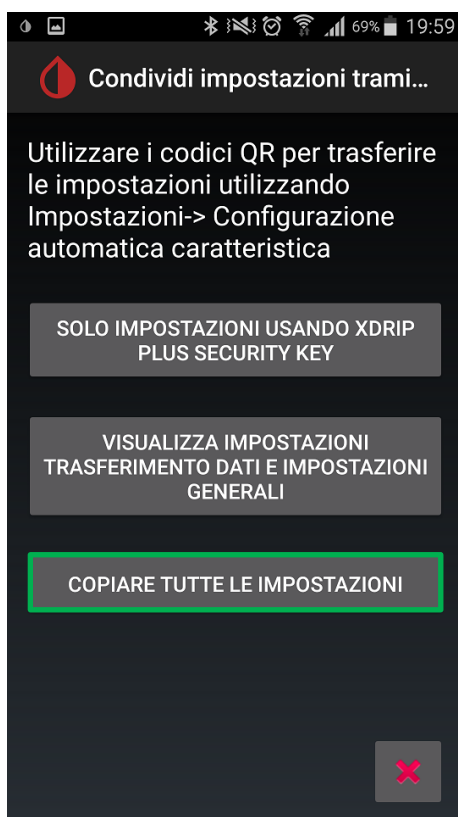 69% 19:59
Condividi impostazioni trami...
Utilizzare i codici QR per trasferire
le impostazioni utilizzando
Impostazioni-> Configurazione
automatica caratteristica
SOLO IMPOSTAZIONI USANDO XDRIP
PLUS SECURITY KEY
VISUALIZZA IMPOSTAZIONI
TRASFERIMENTO DATI E IMPOSTAZIONI
GENERALI
COPIARE TUTTE LE IMPOSTAZIONI